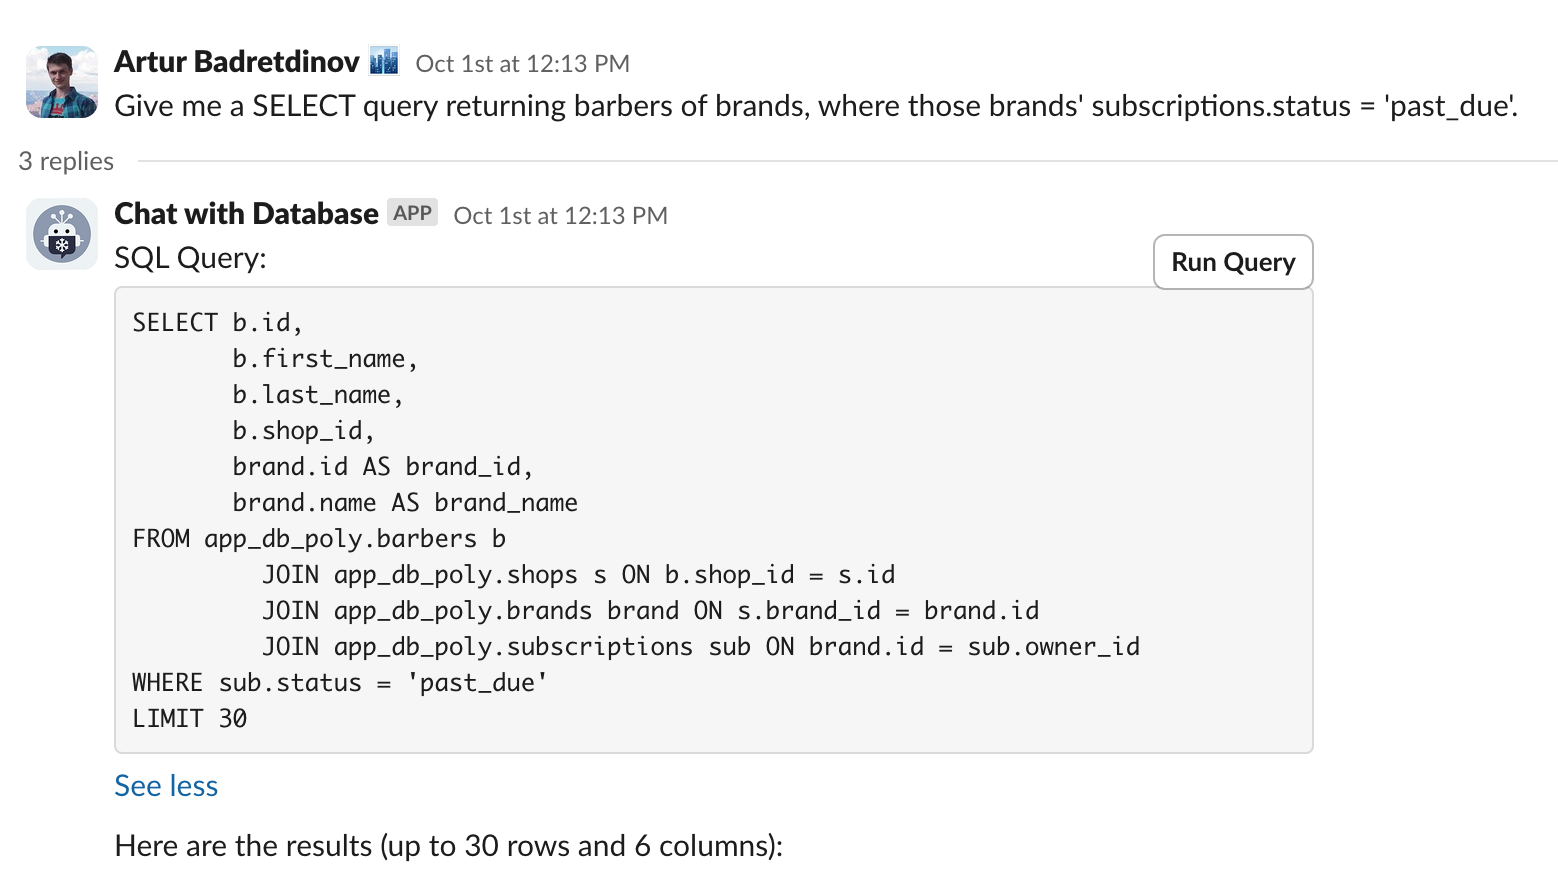 Artur Badretdinov Oct 1st at 12:13 PM
Give me a SELECT query returning barbers of brands, where those brands' subscriptions.status = 'past_due'.
3 replies
Chat with Database APP Oct 1st at 12:13 PM
SQL Query:
Run Query
SELECT b.id,
       b.first_name,
       b.last_name,
       b.shop_id,
       brand.id AS brand_id,
       brand.name AS brand_name
FROM app_db_poly.barbers b
         JOIN app_db_poly.shops s ON b.shop_id = s.id
         JOIN app_db_poly.brands brand ON s.brand_id = brand.id
         JOIN app_db_poly.subscriptions sub ON brand.id = sub.owner_id
WHERE sub.status = 'past_due'
LIMIT 30
See less
Here are the results (up to 30 rows and 6 columns):